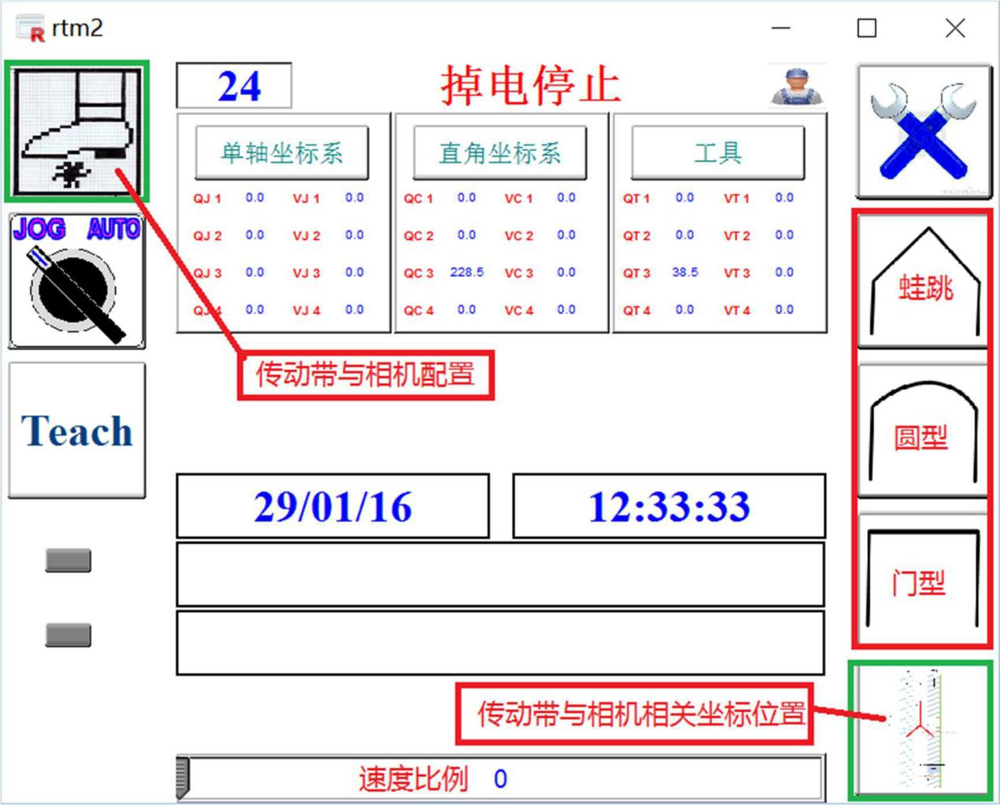 rtm2
24
掉电停止
单轴坐标系
直角坐标系
工具
QJ 1 0.0 VJ 1 0.0
QC 1 0.0 VC 1 0.0
QT 1 0.0 VT 1 0.0
QJ 2 0.0 VJ 2 0.0
QC 2 0.0 VC 2 0.0
QT 2 0.0 VT 2 0.0
QJ 3 0.0 VJ 3 0.0
QC 3 228.5 VC 3 0.0
QT 3 38.5 VT 3 0.0
QJ 4 0.0 VJ 4 0.0
QC 4 0.0 VC 4 0.0
QT 4 0.0 VT 4 0.0
JOG AUTO
蛙跳
传动带与相机配置
Teach
圆型
29/01/16
12:33:33
门型
传动带与相机相关坐标位置
速度比例 0